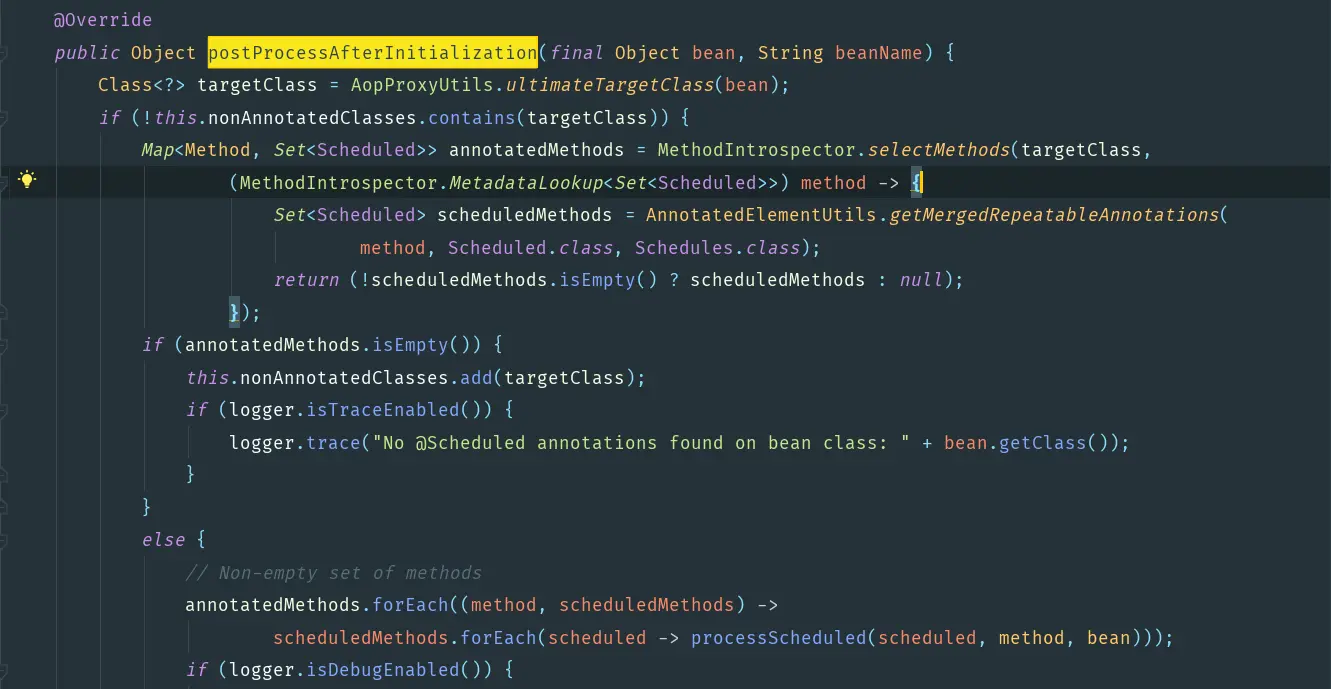 @Override
public Object postProcessAfterInitialization(final Object bean, String beanName) {
Class<?> targetClass = AopProxyUtils.ultimateTargetClass(bean);
if (!this.nonAnnotatedClasses.contains(targetClass)) {
Map<Method, Set<Scheduled>> annotatedMethods = MethodIntrospector.selectMethods(targetClass,
(MethodIntrospector.MetadataLookup<Set<Scheduled>>) method -> {
Set<Scheduled> scheduledMethods = AnnotatedElementUtils.getMergedRepeatableAnnotations(
method, Scheduled.class, Schedules.class);
return (!scheduledMethods.isEmpty() ? scheduledMethods : null);
});
if (annotatedMethods.isEmpty()) {
this.nonAnnotatedClasses.add(targetClass);
if (logger.isTraceEnabled()) {
logger.trace("No @Scheduled annotations found on bean class: " + bean.getClass());
}
}
else {
// Non-empty set of methods
annotatedMethods.forEach((method, scheduledMethods) ->
scheduledMethods.forEach(scheduled -> processScheduled(scheduled, method, bean)));
if (logger.isDebugEnabled()) {